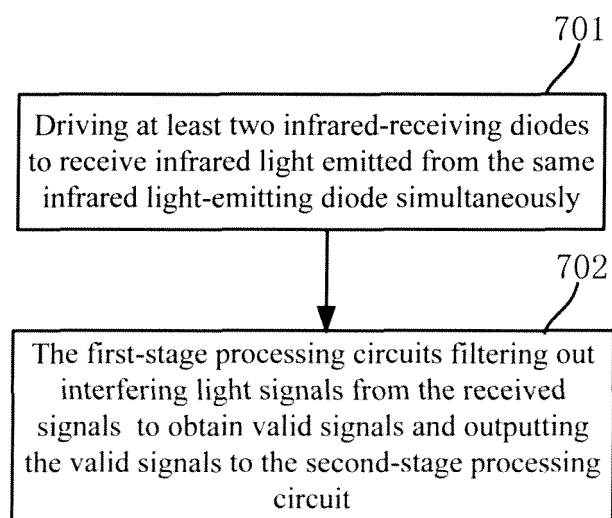 701
Driving at least two infrared-receiving diodes
to receive infrared light emitted from the same
infrared light-emitting diode simultaneously
702
The first-stage processing circuits filtering out
interfering light signals from the received
signals to obtain valid signals and outputting
the valid signals to the second-stage processing
circuit